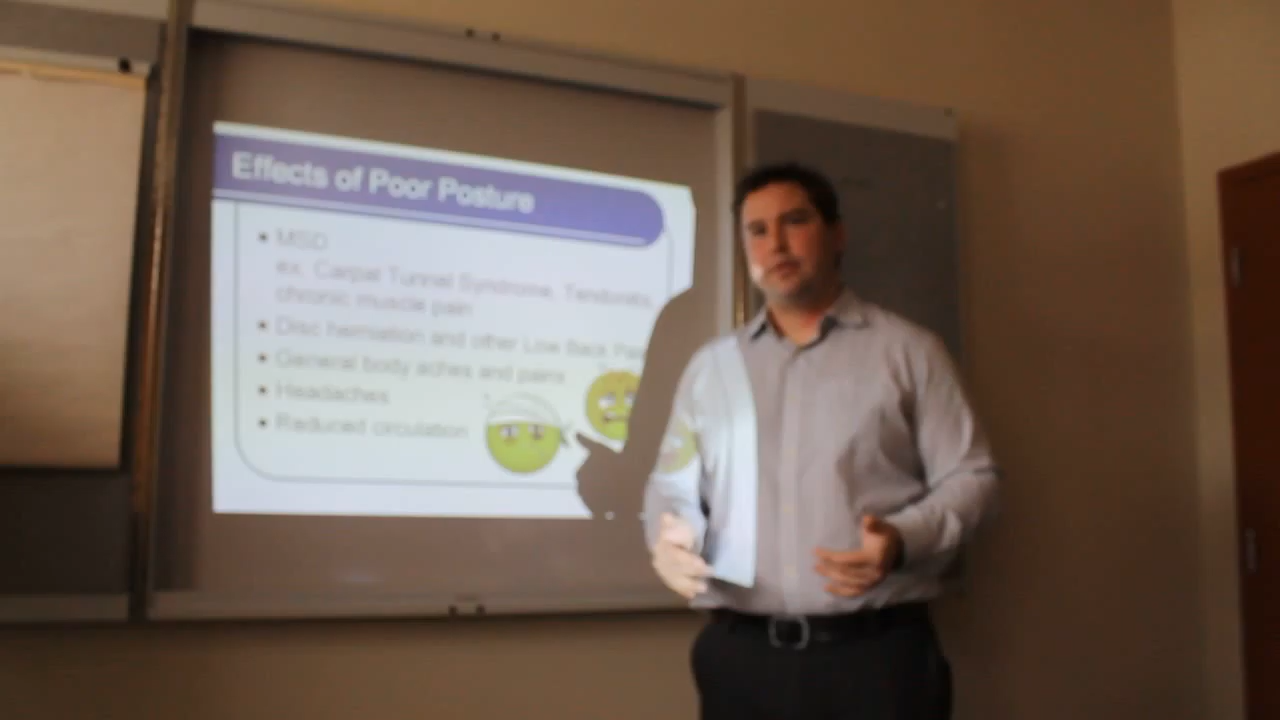 Effects of Poor Posture
MSD
ex. Carpal Tunnel Syndrome, Tendonitis,
chronic muscle pain
Disc herniation and other Low Back
General body aches and pains
Headaches
Reduced circulation